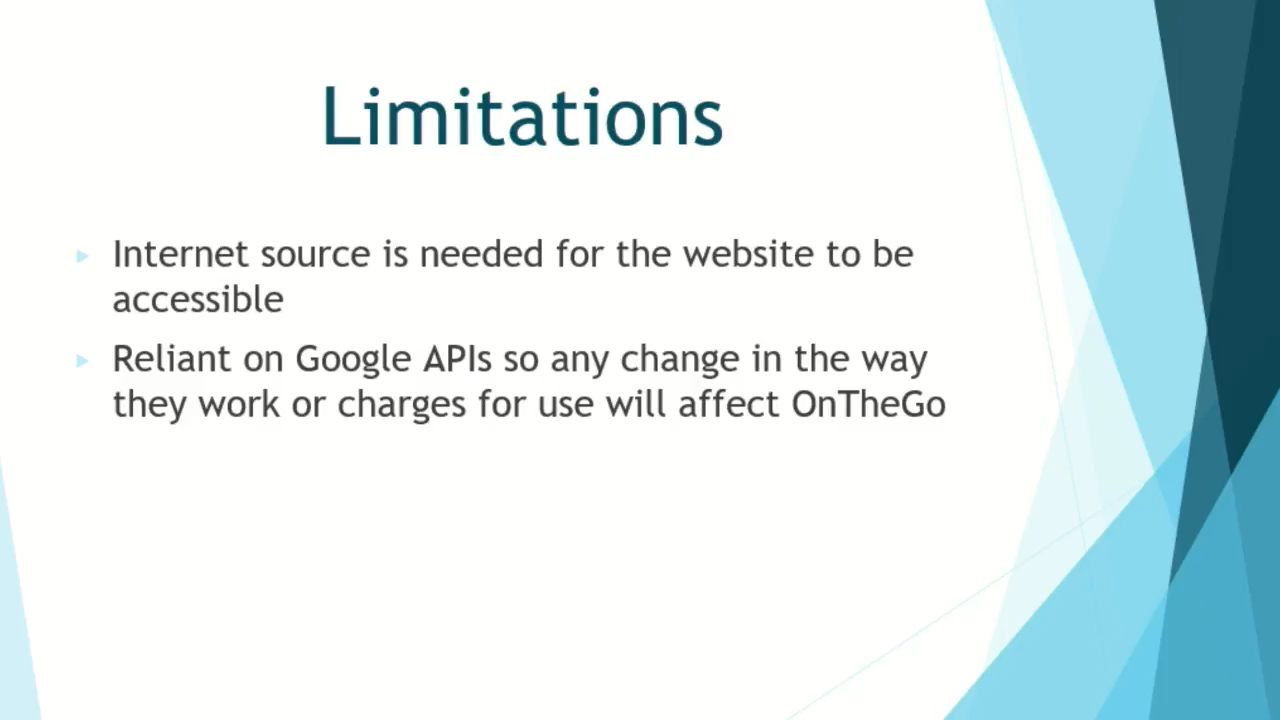 Limitations
Internet source is needed for the website to be
accessible
Reliant on Google APIs so any change in the way
they work or charges for use will affect OnTheGo